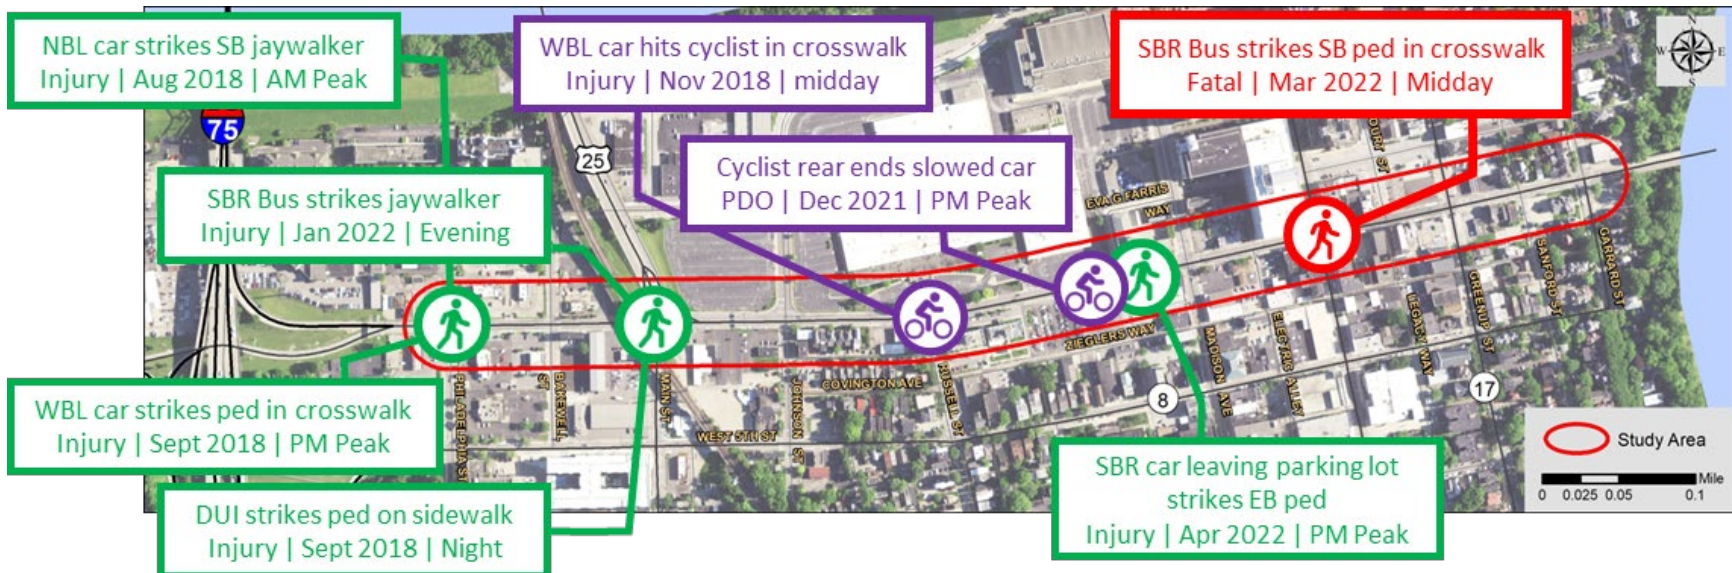 NBL car strikes SB jaywalker
Injury | Aug 2018 | AM Peak
WBL car hits cyclist in crosswalk
Injury | Nov 2018 | midday
SBR Bus strikes SB ped in crosswalk
Fatal | Mar 2022 | Midday
N
W
E
S
75
25
Cyclist rear ends slowed car
PDO | Dec 2021 | PM Peak
SBR Bus strikes jaywalker
Injury | Jan 2022 | Evening
EVA G FARRIS
WAY
COURT ST
SANFORD ST
GARRARD ST
GREENUP ST
LEGACY WAY
ELECTRIC ALLEY
MADISON AVE
ZIEGLERS WAY
RUSSELL ST
COVINGTON AVE
JOHNSON ST
MAIN ST
BAKEWELL ST
PHILADELPHIA ST
WEST 5TH ST
8
17
WBL car strikes ped in crosswalk
Injury | Sept 2018 | PM Peak
DUI strikes ped on sidewalk
Injury | Sept 2018 | Night
SBR car leaving parking lot
strikes EB ped
Injury | Apr 2022 | PM Peak
Study Area
Mile
0 0.025 0.05 0.1